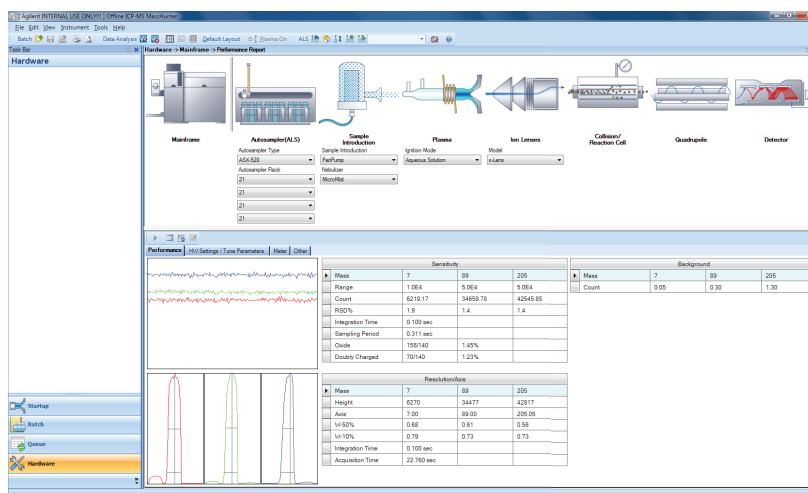 [ Agilent INTERNAL USE ONLY!!! ] Offline ICP-MS MassHunter
File Edit View Instrument Tools Help
Batch Data Analysis Default Layout Plasma On ALS
Task Bar
Hardware -> Mainframe -> Performance Report
Hardware
Mainframe Autosampler(ALS) Sample Introduction Plasma Ion Lenses Collision/ Reaction Cell Quadrupole Detector
Autosampler Type Sample Introduction Ignition Mode Model
ASX-520 PeriPump Aqueous Solution x-Lens
Autosampler Rack Nebulizer
21 MicroMist
21
21
21
Performance HW Settings / Tune Parameters Meter Other
Sensitivity
Mass 7 89 205
Range 1.0E4 5.0E4 5.0E4
Count 6219.17 34659.78 42545.85
RSD% 1.9 1.4 1.4
Integration Time 0.100 sec
Sampling Period 0.311 sec
Oxide 156/140 1.45%
Doubly Charged 70/140 1.23%
Background
Mass 7 89 205
Count 0.05 0.30 1.30
Resolution/Axis
Mass 7 89 205
Height 6270 34477 42817
Axis 7.00 89.00 205.05
W-50% 0.68 0.61 0.56
W-10% 0.79 0.73 0.73
Integration Time 0.100 sec
Acquisition Time 22.760 sec
Startup
Batch
Queue
Hardware